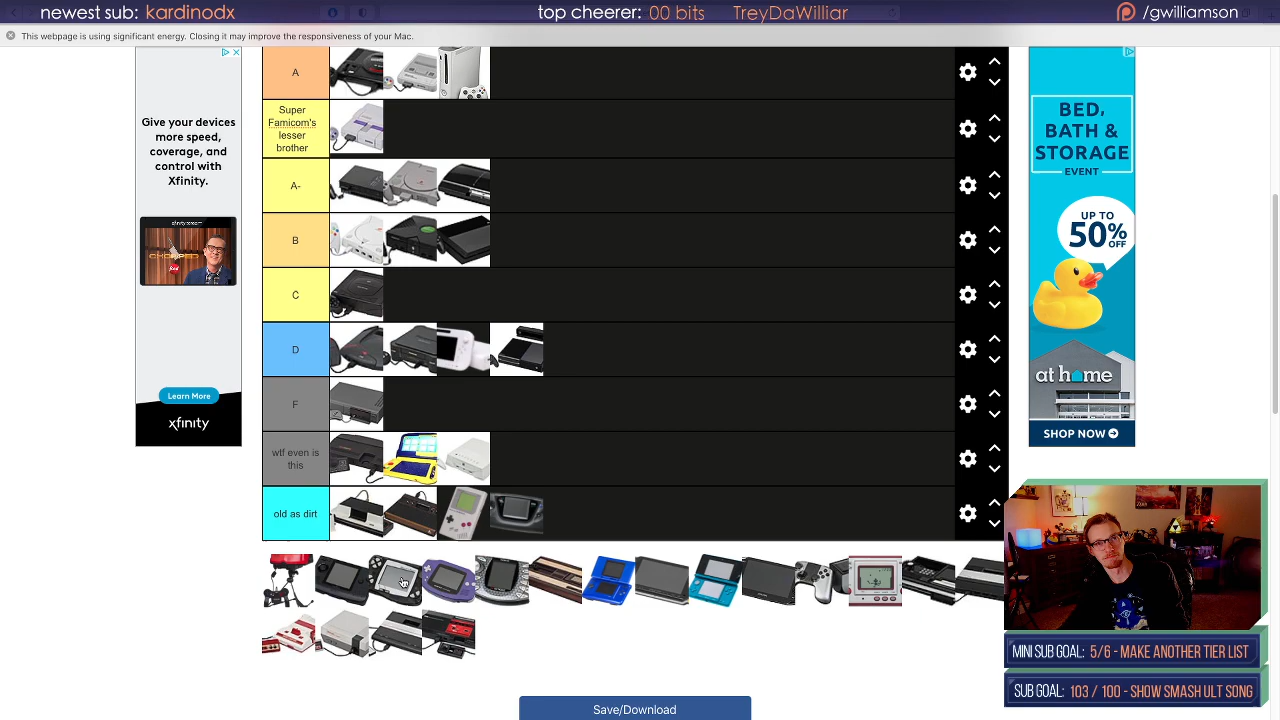 newest sub: kardinodx
top cheerer: :00 bits TreyDaWilliar
/gwilliamson
This webpage is using significant energy. Closing it may improve the responsiveness of your Mac.
A
Super
Famicom's
lesser
brother
A-
B
C
D
F
wtf even is
this
old as dirt
Give your devices
more speed,
coverage, and
control with
Xfinity.
CHOPPED
Learn More
xfinity
BED,
BATH &
STORAGE
EVENT
UP TO
50%
OFF
at home
SHOP NOW
MINI SUB GOAL: 5/6 - MAKE ANOTHER TIER LIST
SUB GOAL: 103 / 100 - SHOW SMASH ULT SONG
Save/Download